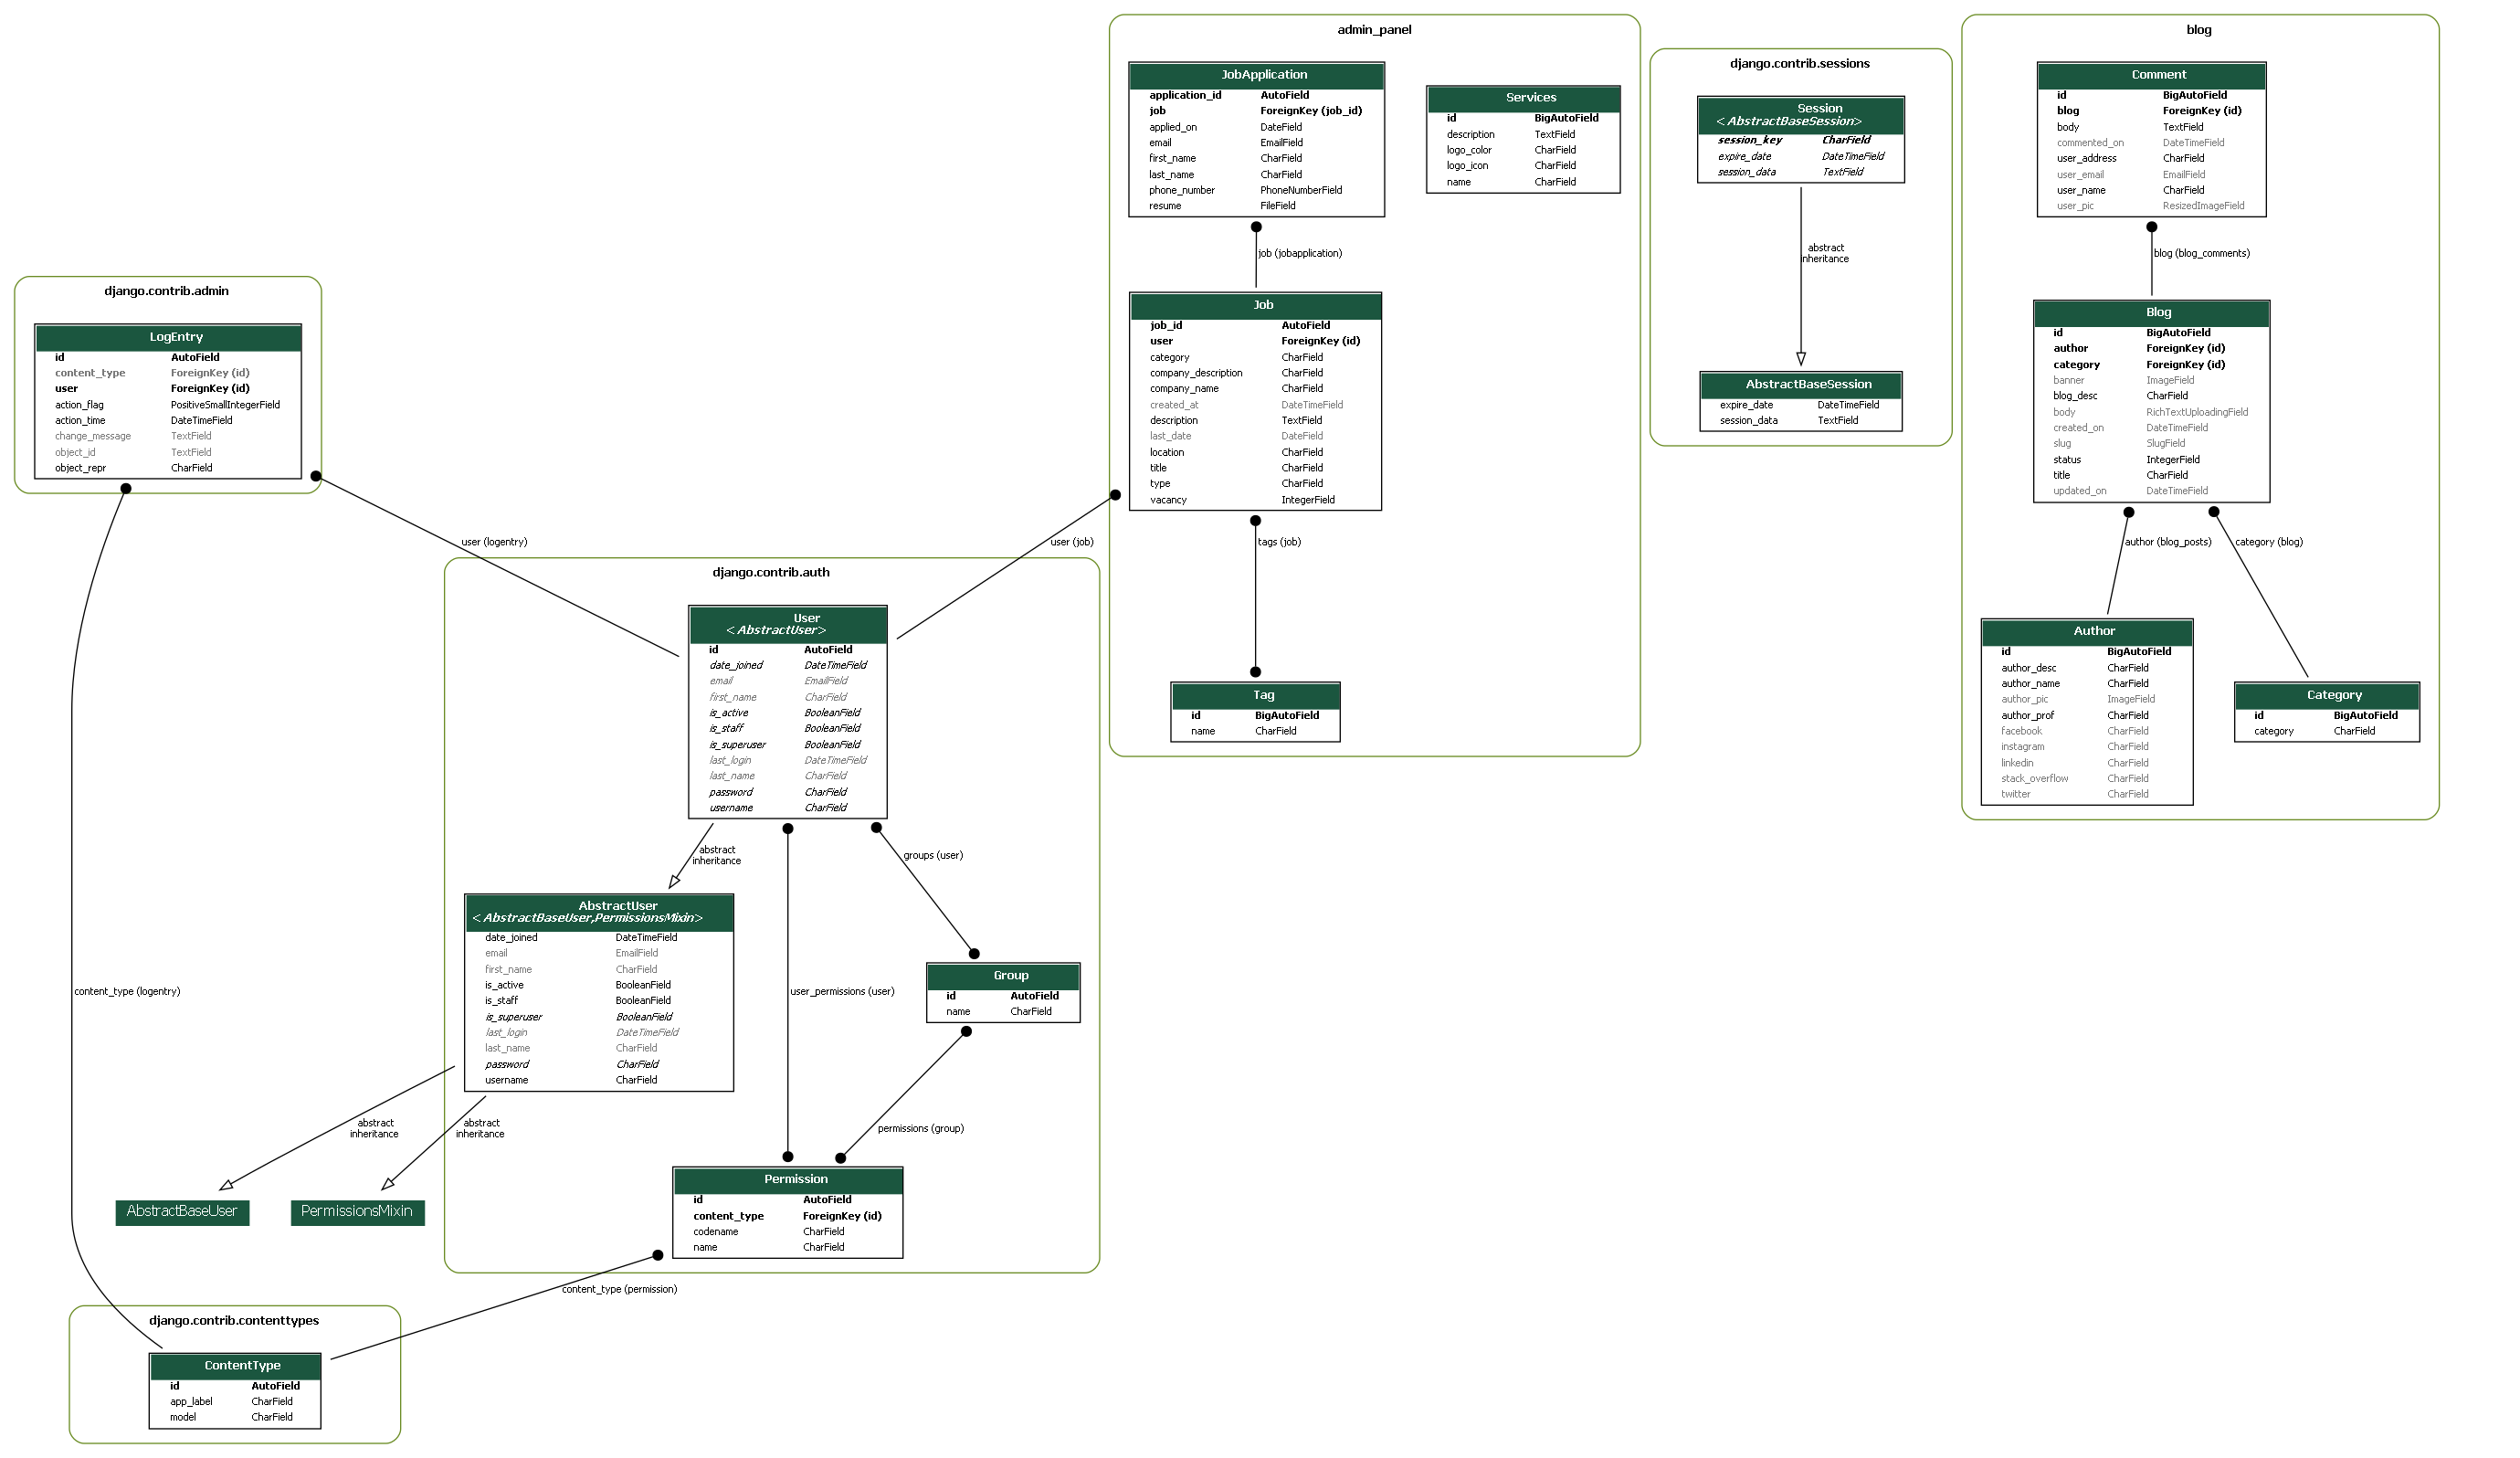 admin_panel
JobApplication
application_id AutoField
job ForeignKey (job_id)
applied_on DateField
email EmailField
first_name CharField
last_name CharField
phone_number PhoneNumberField
resume FileField
Services
id BigAutoField
description TextField
logo_color CharField
logo_icon CharField
name CharField
job (jobapplication)
Job
job_id AutoField
user ForeignKey (id)
category CharField
company_description CharField
company_name CharField
created_at DateTimeField
description TextField
last_date DateField
location CharField
title CharField
type CharField
vacancy IntegerField
user (job)
tags (job)
Tag
id BigAutoField
name CharField
django.contrib.sessions
Session
<AbstractBaseSession>
session_key CharField
expire_date DateTimeField
session_data TextField
abstract
inheritance
AbstractBaseSession
expire_date DateTimeField
session_data TextField
blog
Comment
id BigAutoField
blog ForeignKey (id)
body TextField
commented_on DateTimeField
user_address CharField
user_email EmailField
user_name CharField
user_pic ResizedImageField
blog (blog_comments)
Blog
id BigAutoField
author ForeignKey (id)
category ForeignKey (id)
banner ImageField
blog_desc CharField
body RichTextUploadingField
created_on DateTimeField
slug SlugField
status IntegerField
title CharField
updated_on DateTimeField
author (blog_posts)
category (blog)
Author
id BigAutoField
author_desc CharField
author_name CharField
author_pic ImageField
author_prof CharField
facebook CharField
instagram CharField
linkedin CharField
stack_overflow CharField
twitter CharField
Category
id BigAutoField
category CharField
django.contrib.admin
LogEntry
id AutoField
content_type ForeignKey (id)
user ForeignKey (id)
action_flag PositiveSmallIntegerField
action_time DateTimeField
change_message TextField
object_id TextField
object_repr CharField
user (logentry)
content_type (logentry)
django.contrib.auth
User
<AbstractUser>
id AutoField
date_joined DateTimeField
email EmailField
first_name CharField
is_active BooleanField
is_staff BooleanField
is_superuser BooleanField
last_login DateTimeField
last_name CharField
password CharField
username CharField
abstract
inheritance
groups (user)
user_permissions (user)
AbstractUser
<AbstractBaseUser,PermissionsMixin>
date_joined DateTimeField
email EmailField
first_name CharField
is_active BooleanField
is_staff BooleanField
is_superuser BooleanField
last_login DateTimeField
last_name CharField
password CharField
username CharField
Group
id AutoField
name CharField
permissions (group)
abstract
inheritance
abstract
inheritance
AbstractBaseUser
PermissionsMixin
Permission
id AutoField
content_type ForeignKey (id)
codename CharField
name CharField
content_type (permission)
django.contrib.contenttypes
ContentType
id AutoField
app_label CharField
model CharField